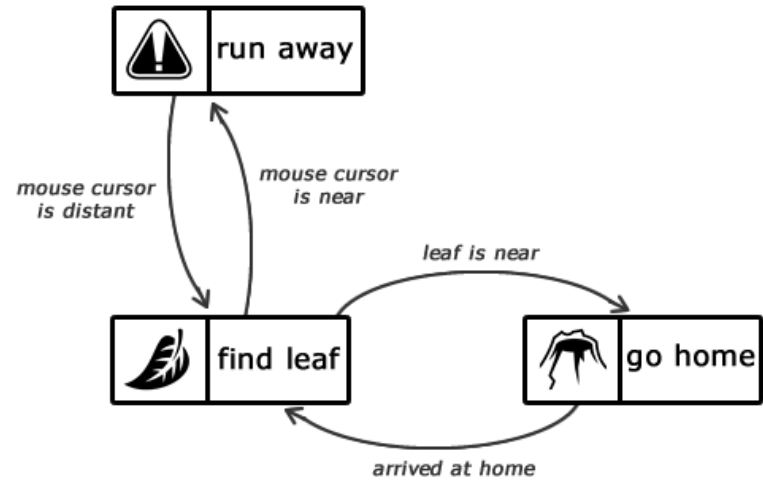 run away
mouse cursor
is distant
mouse cursor
is near
leaf is near
find leaf
go home
arrived at home